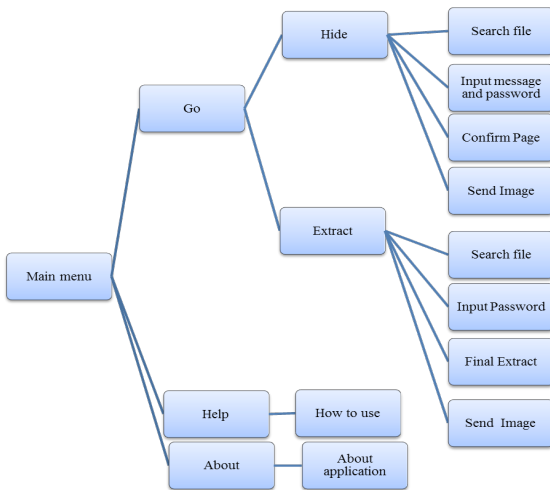 Main menu
Go
Hide
Search file
Input message
and password
Confirm Page
Send Image
Extract
Search file
Input Password
Final Extract
Send Image
Help
How to use
About
About
application